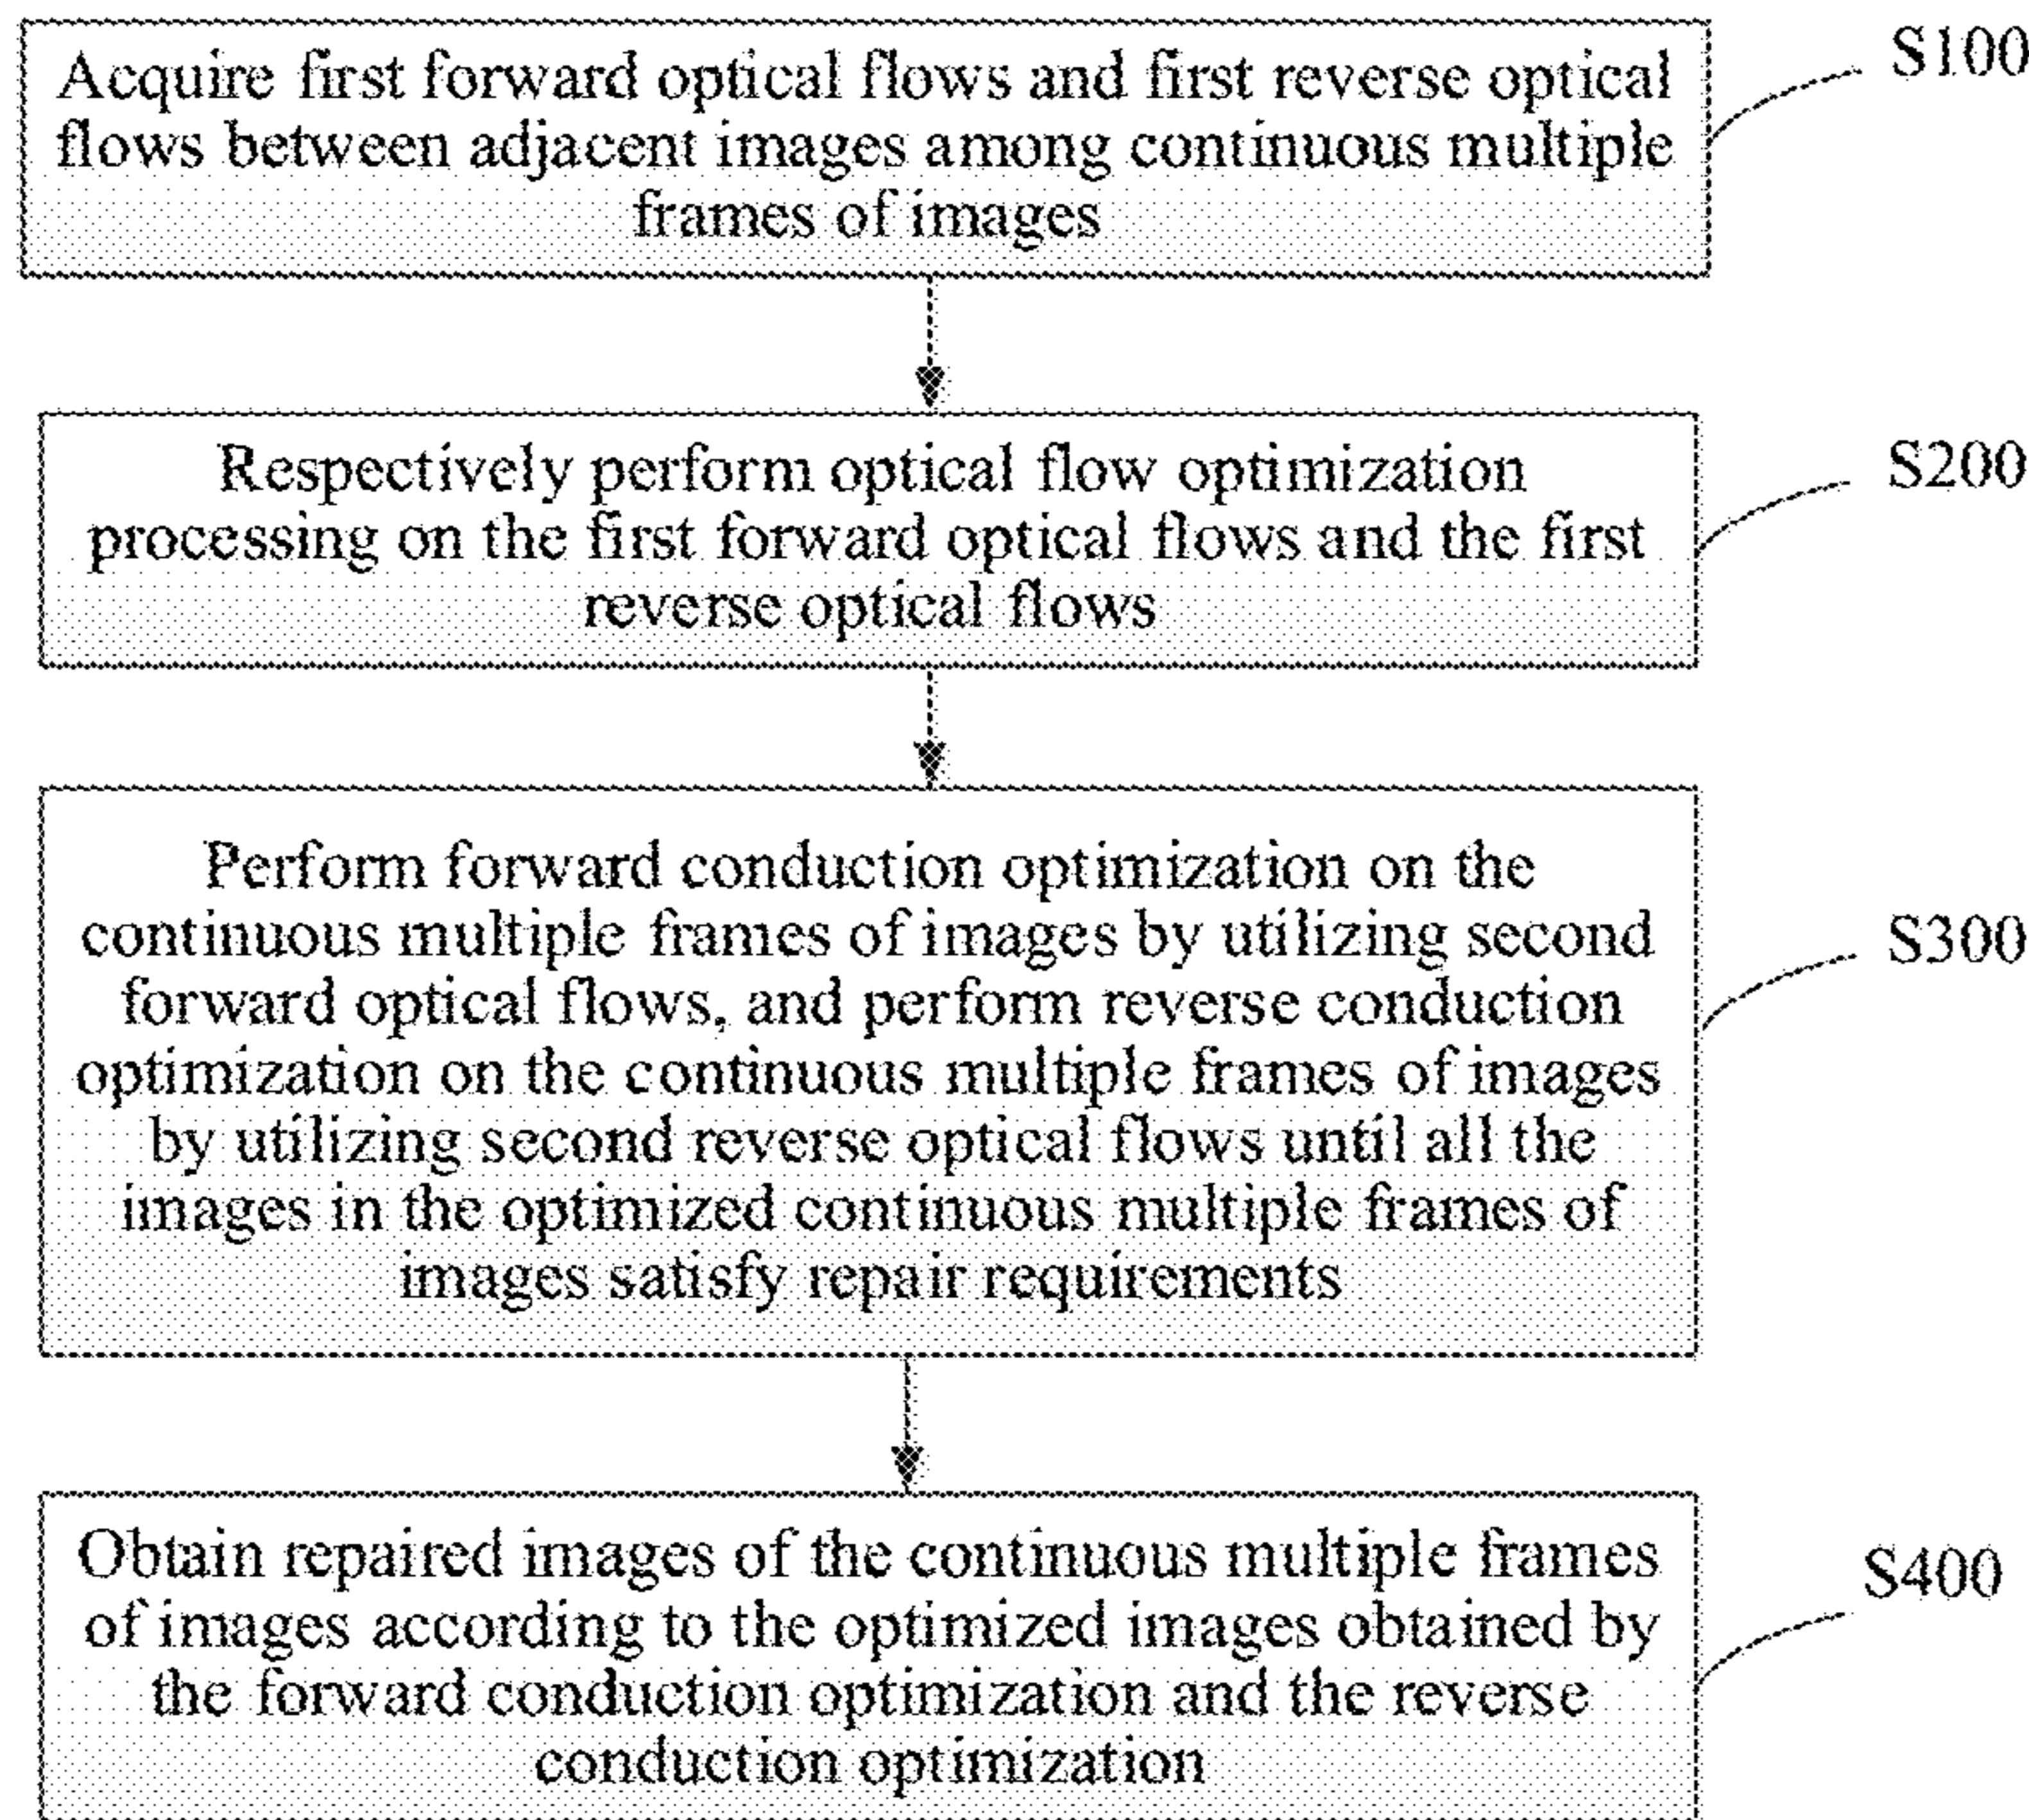 Acquire first forward optical flows and first reverse optical
flows between adjacent images among continuous multiple
frames of images
S100
Respectively perform optical flow optimization
processing on the first forward optical flows and the first
reverse optical flows
S200
Perform forward conduction optimization on the
continuous multiple frames of images by utilizing second
forward optical flows, and perform reverse conduction
optimization on the continuous multiple frames of images
by utilizing second reverse optical flows until all the
images in the optimized continuous multiple frames of
images satisfy repair requirements
S300
Obtain repaired images of the continuous multiple frames
of images according to the optimized images obtained by
the forward conduction optimization and the reverse
conduction optimization
S400